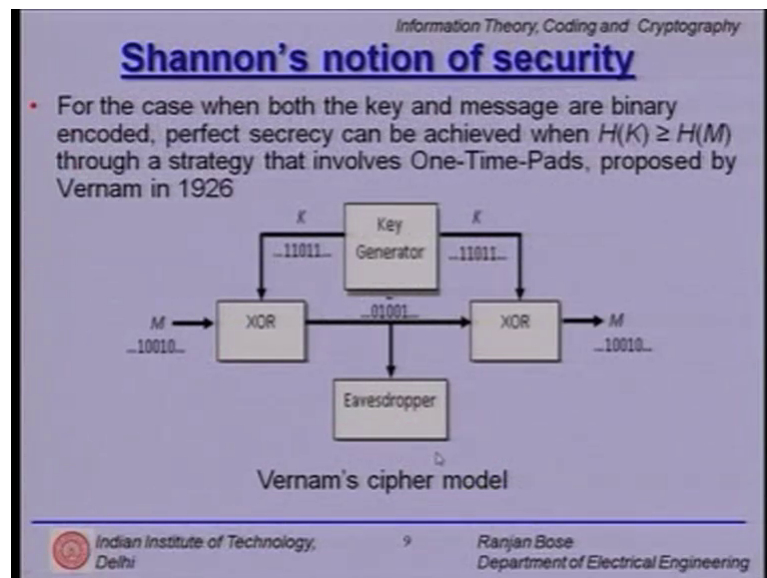 Information Theory, Coding and Cryptography
Shannon's notion of security
• For the case when both the key and message are binary
encoded, perfect secrecy can be achieved when H(K) ≥ H(M)
through a strategy that involves One-Time-Pads, proposed by
Vernam in 1926
K
Key
Generator
K
...11011...
...11011...
...01001...
M
XOR
XOR
M
...10010...
...10010...
Eavesdropper
Vernam's cipher model
Indian Institute of Technology,
Delhi
9
Ranjan Bose
Department of Electrical Engineering